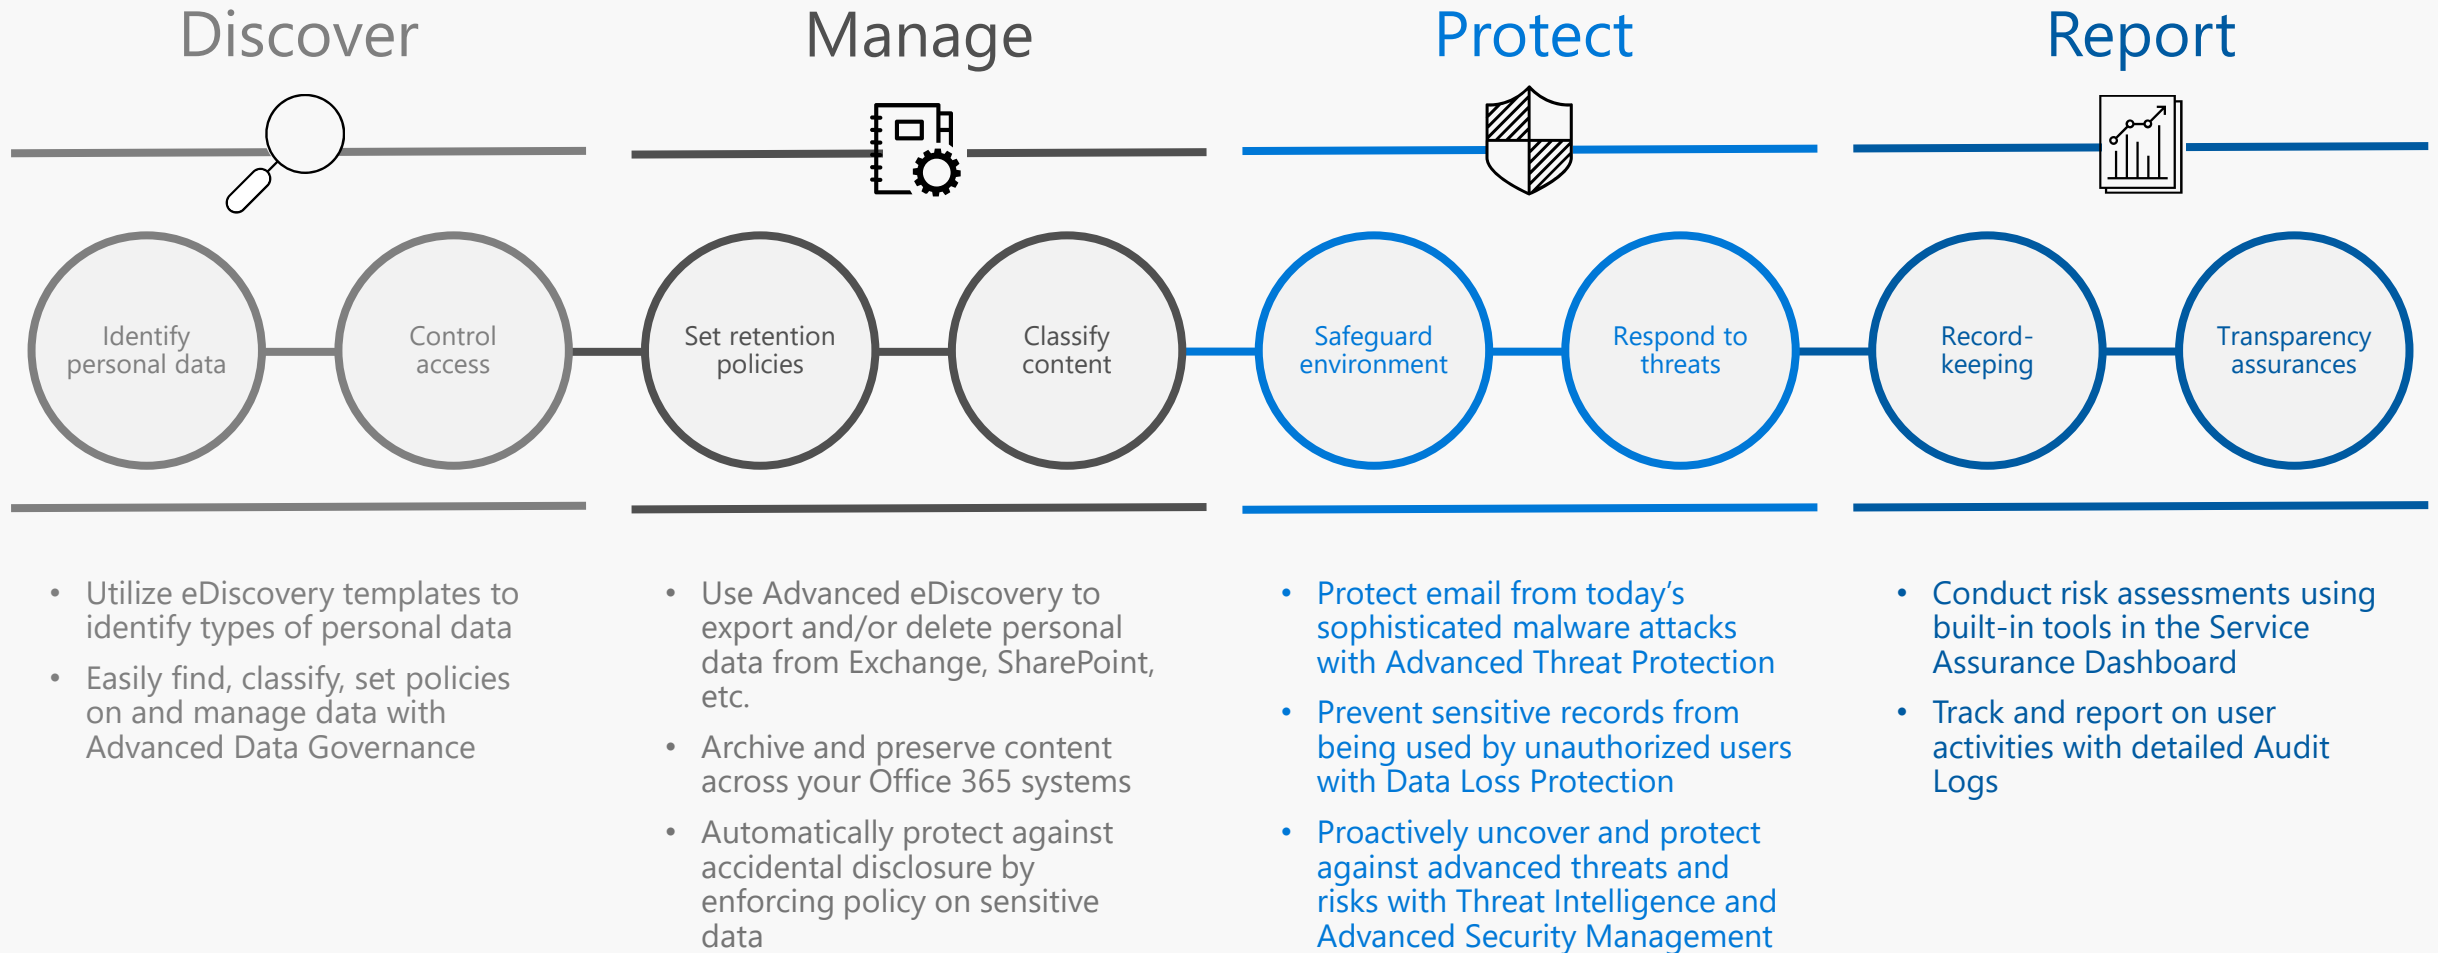 Discover
Manage
Protect
Report
Identify
personal data
Control
access
Set retention
policies
Classify
content
Safeguard
environment
Respond to
threats
Record-
keeping
Transparency
assurances
• Utilize eDiscovery templates to
identify types of personal data
• Easily find, classify, set policies
on and manage data with
Advanced Data Governance
• Use Advanced eDiscovery to
export and/or delete personal
data from Exchange, SharePoint,
etc.
• Archive and preserve content
across your Office 365 systems
• Automatically protect against
accidental disclosure by
enforcing policy on sensitive
data
• Protect email from today’s
sophisticated malware attacks
with Advanced Threat Protection
• Prevent sensitive records from
being used by unauthorized users
with Data Loss Protection
• Proactively uncover and protect
against advanced threats and
risks with Threat Intelligence and
Advanced Security Management
• Conduct risk assessments using
built-in tools in the Service
Assurance Dashboard
• Track and report on user
activities with detailed Audit
Logs